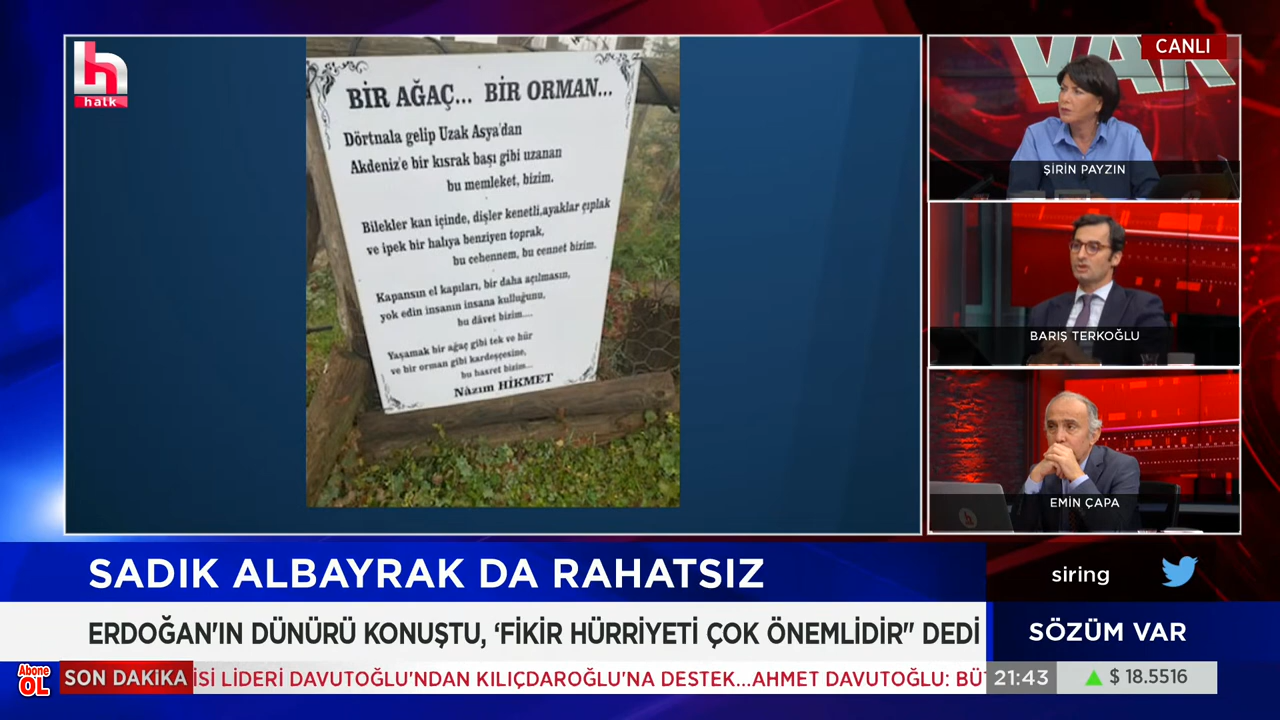 halk
BİR AĞAÇ... BİR ORMAN...
Dörtnala gelip Uzak Asya'dan
Akdeniz'e bir kısrak başı gibi uzanan
bu memleket, bizim.
Bilekler kan içinde, dişler kenetli,ayaklar çıplak
ve ipek bir halıya benziyen toprak,
bu cehennem, bu cennet bizim.
Kapansın el kapıları, bir daha açılmasın,
yok edin insanın insana kulluğunu,
bu dâvet bizim....
Yaşamak bir ağaç gibi tek ve hür
ve bir orman gibi kardeşçesine,
bu hasret bizim...
Nâzım HİKMET
VAR
CANLI
ŞİRİN PAYZIN
BARIŞ TERKOĞLU
EMİN ÇAPA
SADIK ALBAYRAK DA RAHATSIZ
siring
ERDOĞAN'IN DÜNÜRÜ KONUŞTU, ‘FİKİR HÜRRİYETİ ÇOK ÖNEMLİDİR" DEDİ
SÖZÜM VAR
Abone
OL
SON DAKİKA
İSİ LİDERİ DAVUTOĞLU'NDAN KILIÇDAROĞLU'NA DESTEK...AHMET DAVUTOĞLU: BÜT
21:43
$ 18.5516